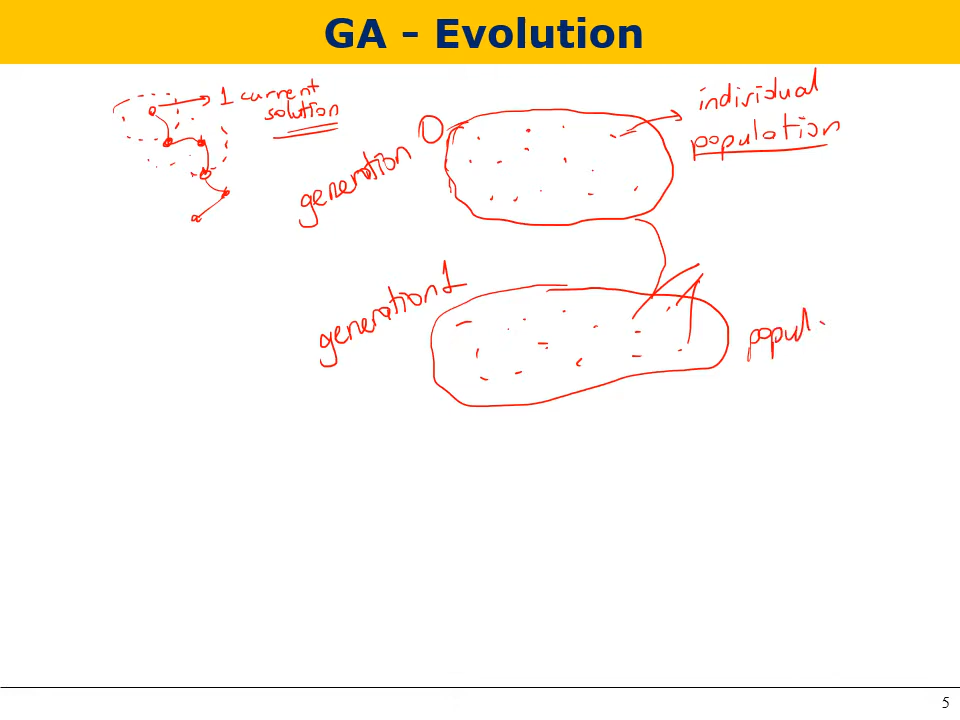 GA – Evolution
1 current
solution
generation 0
individual
population
generation 1
popul.
5